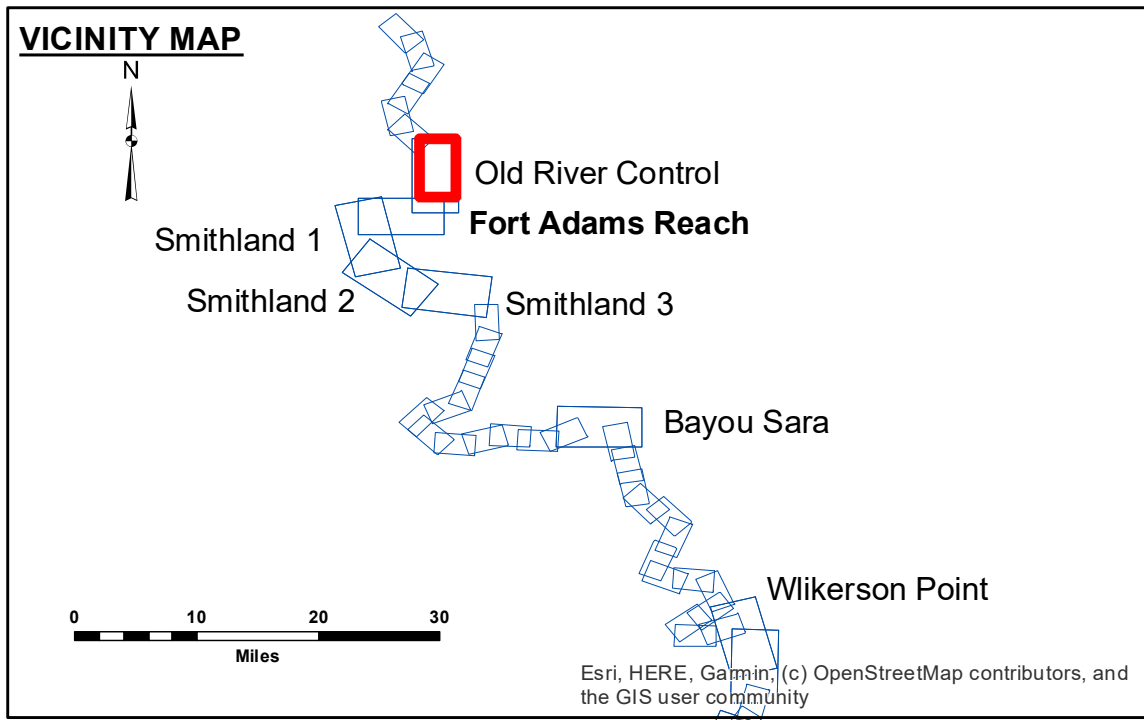 VICINITY MAP
N
Old River Control
Fort Adams Reach
Smithland 1
Smithland 2
Smithland 3
Bayou Sara
Wlikerson Point
0 10 20 30
Miles
Esri, HERE, Garmin, (c) OpenStreetMap contributors, and
the GIS user community